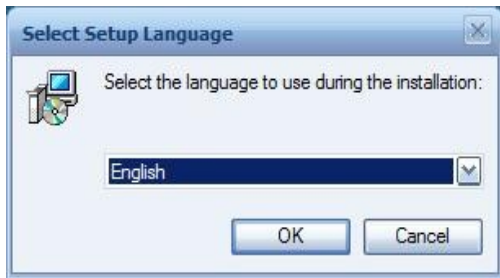 Select Setup Language
Select the language to use during the installation:
English
OK
Cancel